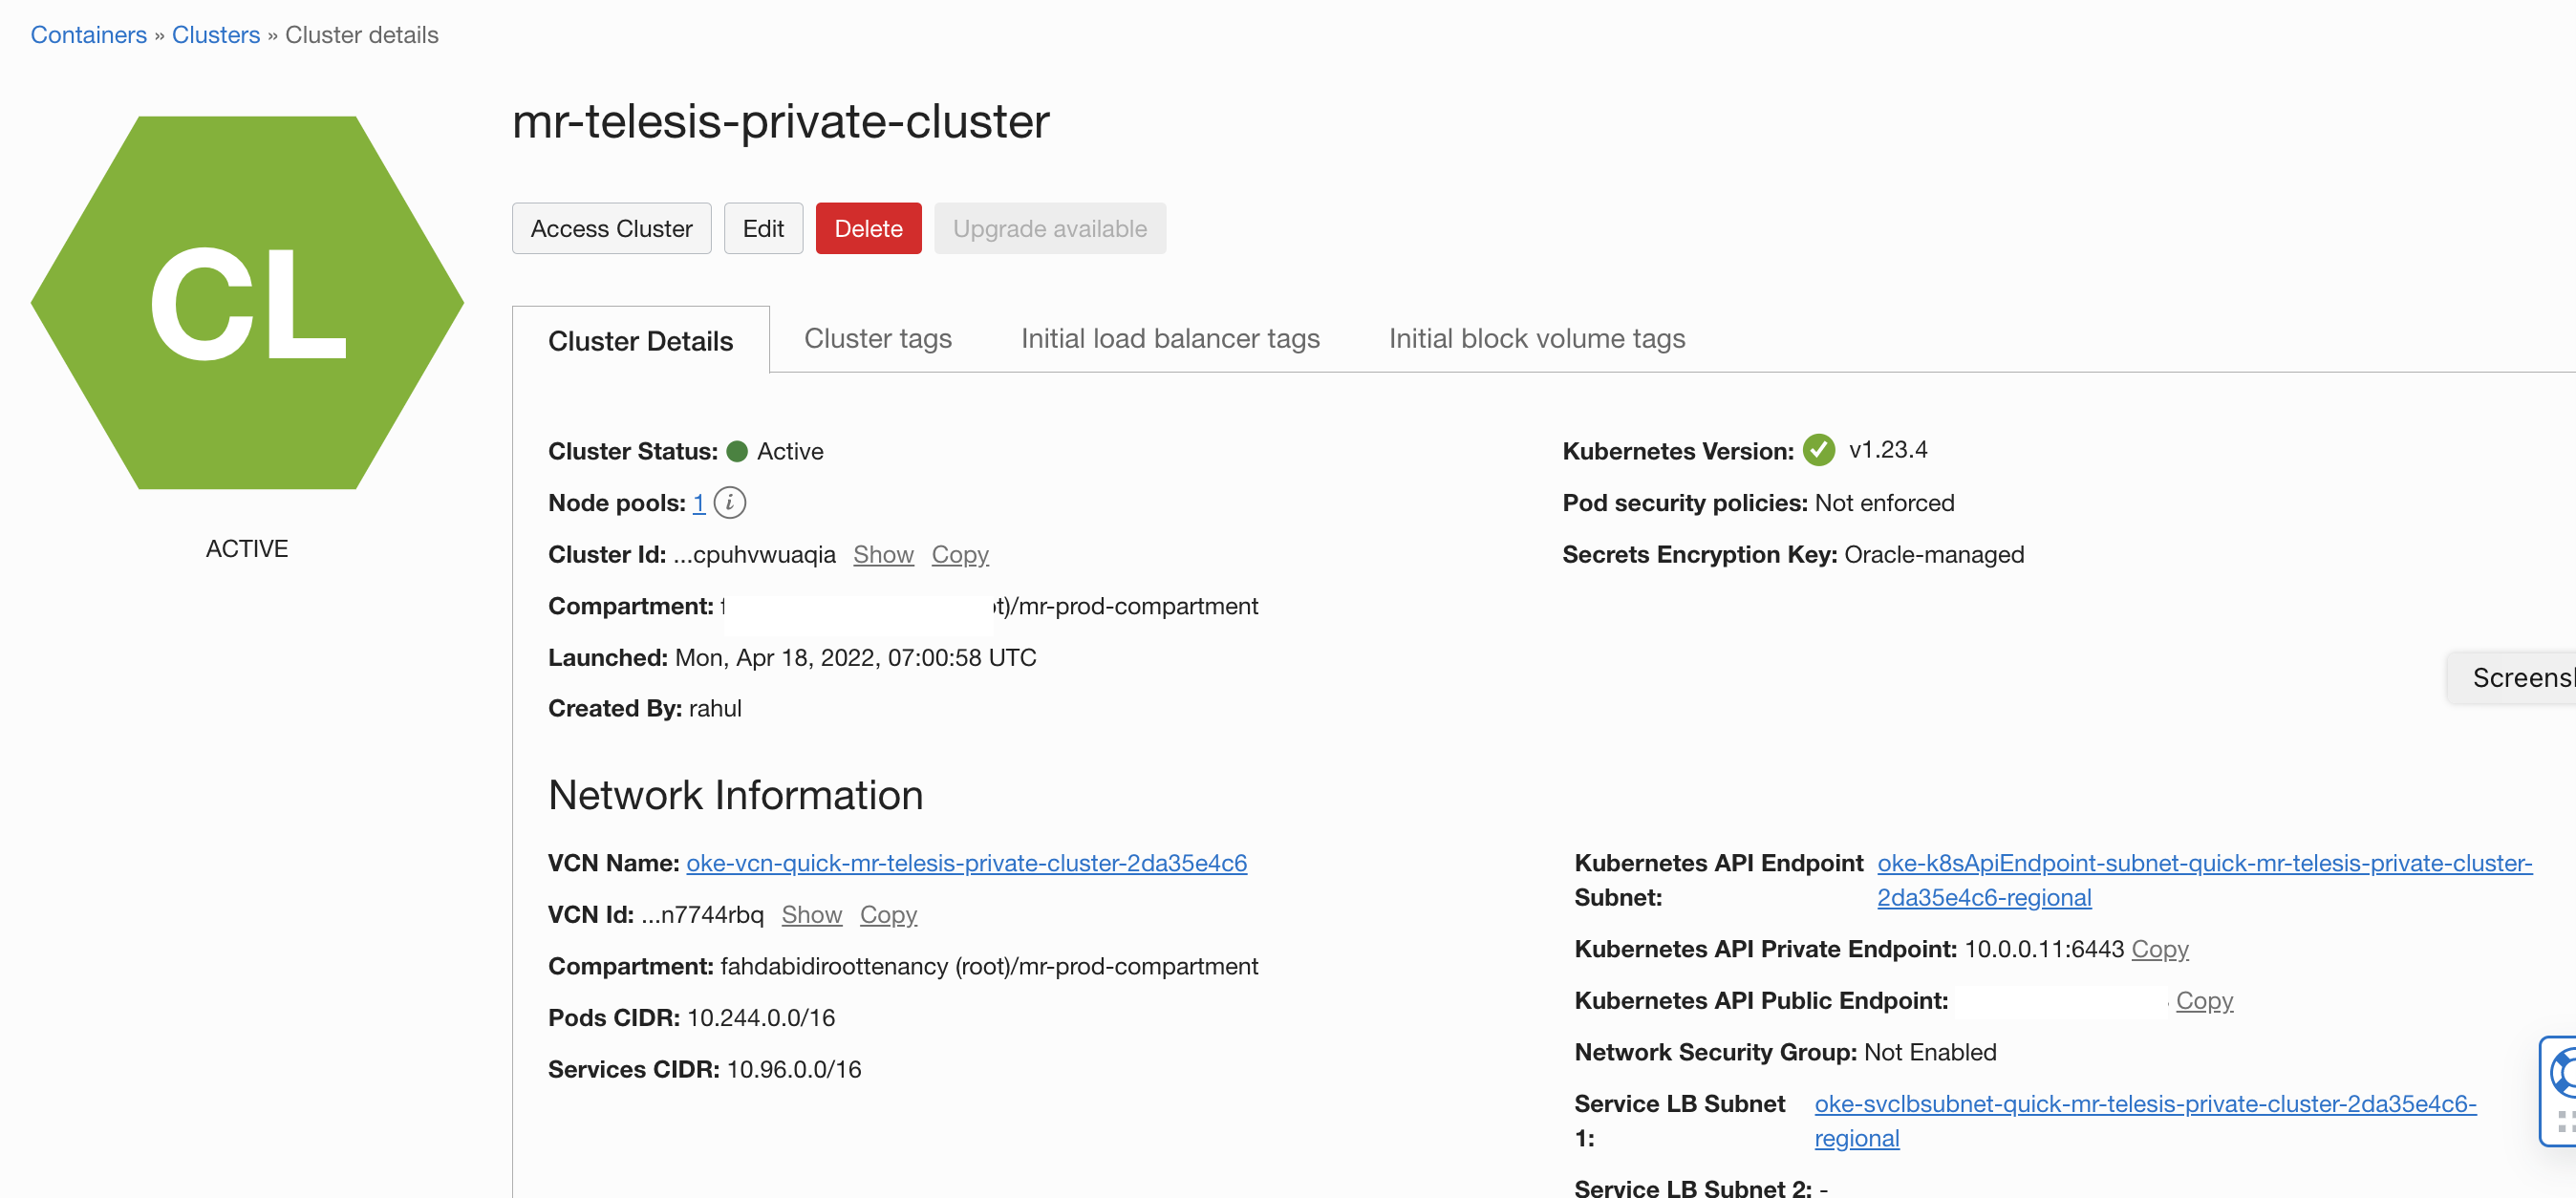 Containers » Clusters » Cluster details
CL
ACTIVE
mr-telesis-private-cluster
Access Cluster Edit Delete Upgrade available
Cluster Details Cluster tags Initial load balancer tags Initial block volume tags
Cluster Status: Active
Node pools: 1 i
Cluster Id: ...cpuhvwuaqia Show Copy
Compartment: t)/mr-prod-compartment
Launched: Mon, Apr 18, 2022, 07:00:58 UTC
Created By: rahul
Kubernetes Version: v1.23.4
Pod security policies: Not enforced
Secrets Encryption Key: Oracle-managed
Network Information
VCN Name: oke-vcn-quick-mr-telesis-private-cluster-2da35e4c6
VCN Id: ...n7744rbq Show Copy
Compartment: fahdabidiroottenancy (root)/mr-prod-compartment
Pods CIDR: 10.244.0.0/16
Services CIDR: 10.96.0.0/16
Kubernetes API Endpoint Subnet: oke-k8sApiEndpoint-subnet-quick-mr-telesis-private-cluster-
2da35e4c6-regional
Kubernetes API Private Endpoint: 10.0.0.11:6443 Copy
Kubernetes API Public Endpoint: Copy
Network Security Group: Not Enabled
Service LB Subnet 1: oke-svclbsubnet-quick-mr-telesis-private-cluster-2da35e4c6-
regional
Service LB Subnet 2: -
Screens